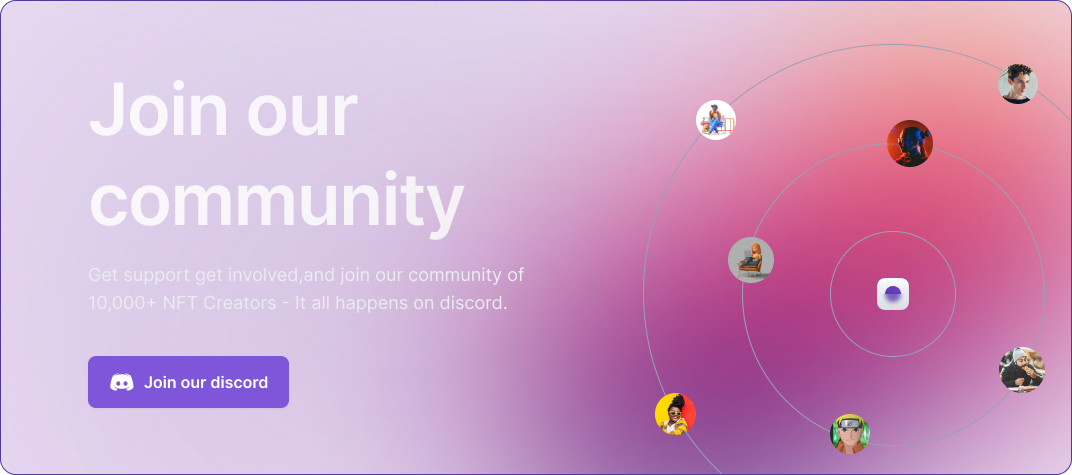 Join our
community
Get support get involved,and join our community of
10,000+ NFT Creators - It all happens on discord.
Join our discord